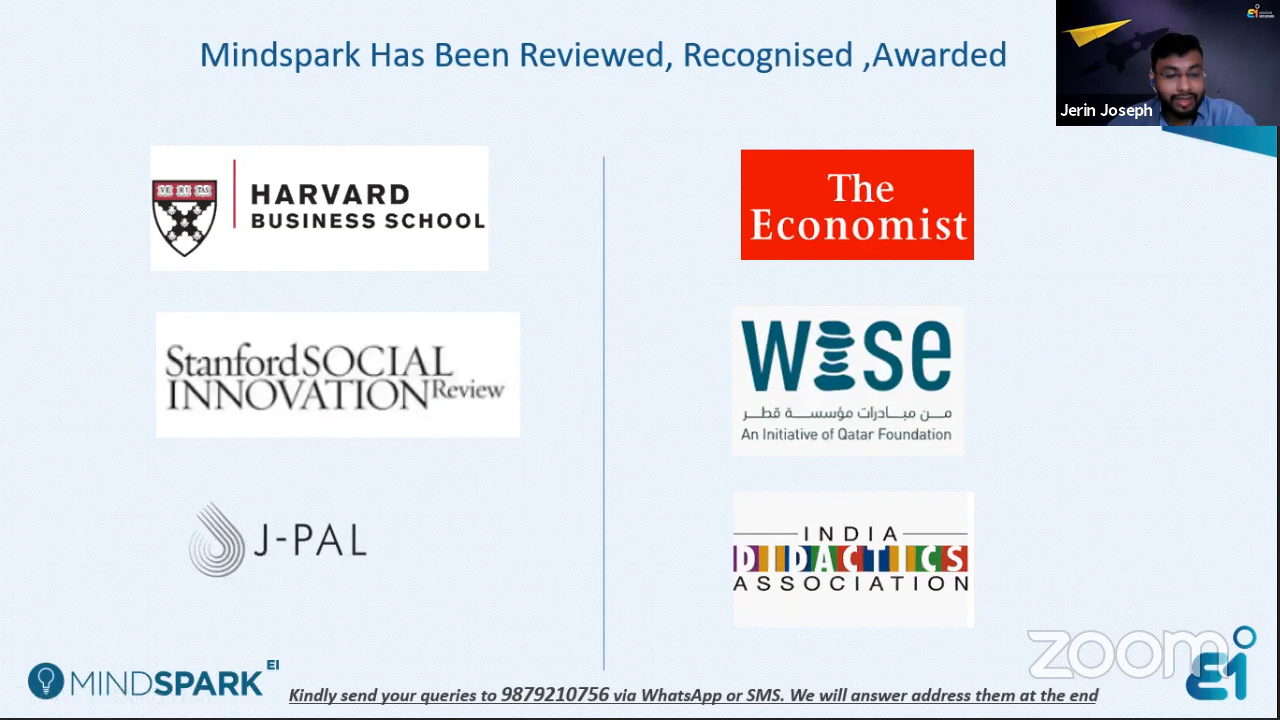 Mindspark Has Been Reviewed, Recognised ,Awarded
Jerin Joseph
HARVARD
BUSINESS SCHOOL
The
Economist
Stanford SOCIAL
INNOVATION Review
WISE
من مبادرات مؤسسة قطر
An Initiative of Qatar Foundation
J-PAL
INDIA
DIDACTICS
ASSOCIATION
zoom
Ei
MINDSPARK EI
Kindly send your queries to 9879210756 via WhatsApp or SMS. We will answer address them at the end